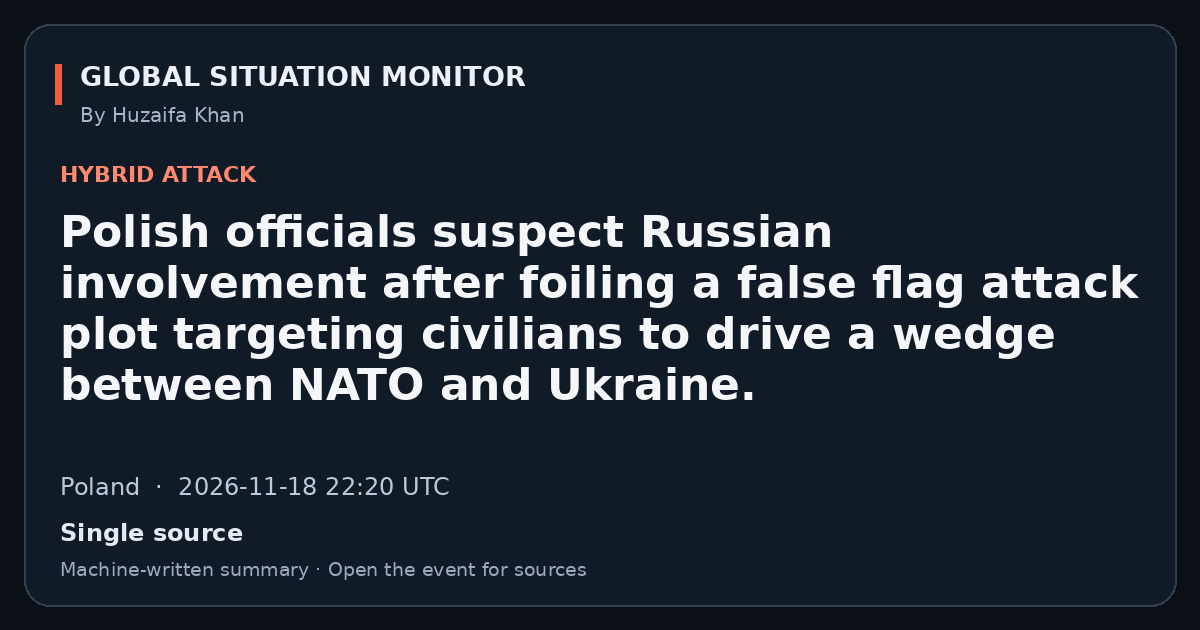 GLOBAL SITUATION MONITOR
By Huzaifa Khan
HYBRID ATTACK
Polish officials suspect Russian
involvement after foiling a false flag attack
plot targeting civilians to drive a wedge
between NATO and Ukraine.
Poland · 2026-11-18 22:20 UTC
Single source
Machine-written summary · Open the event for sources